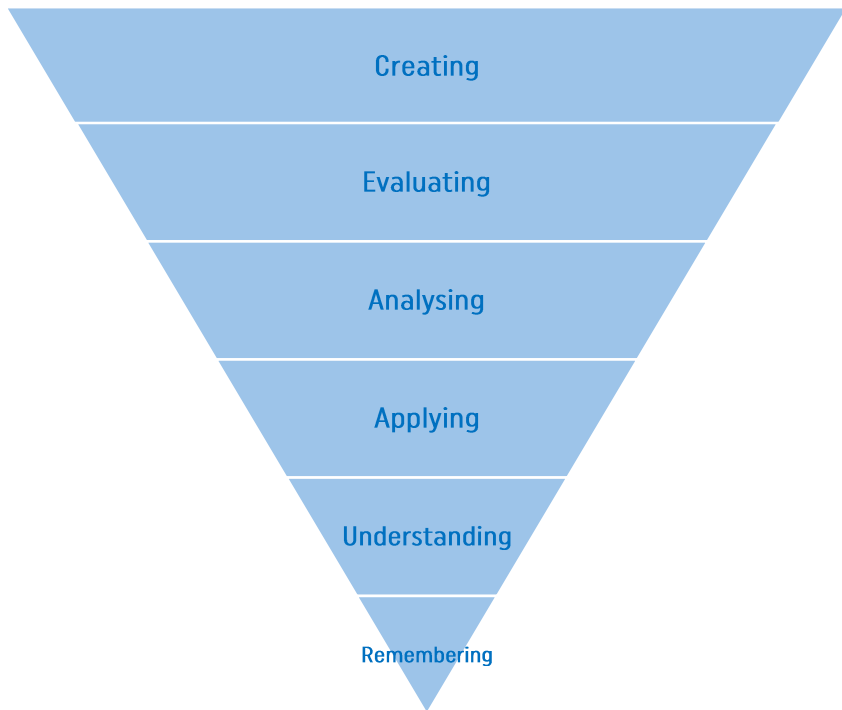 Creating
Evaluating
Analysing
Applying
Understanding
Remembering